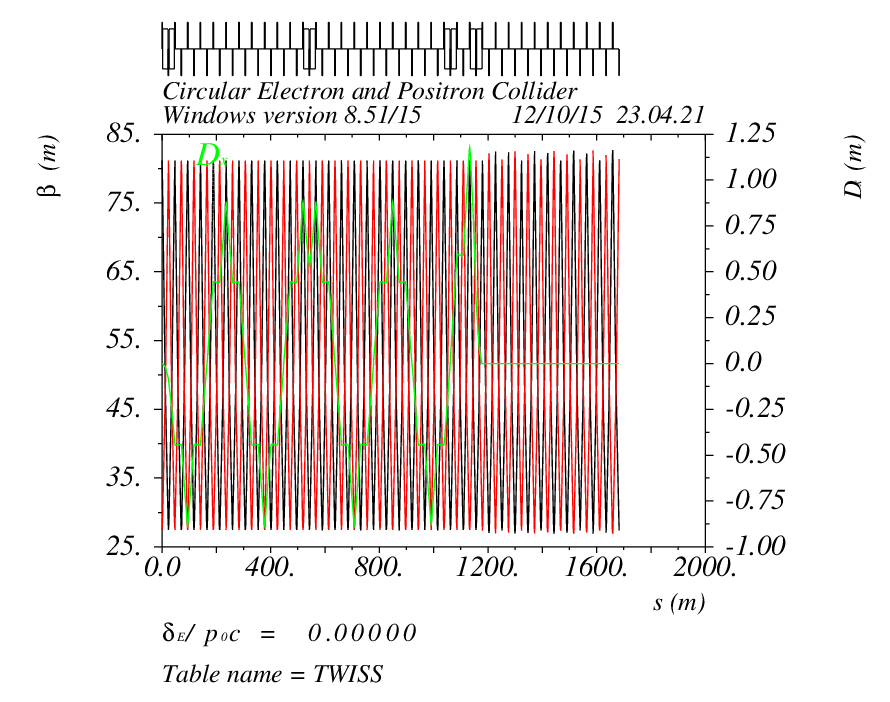 Circular Electron and Positron Collider
Windows version 8.51/15 12/10/15 23.04.21
β (m)
D (m)
D
85.
75.
65.
55.
45.
35.
25.
1.25
1.00
0.75
0.50
0.25
0.0
-0.25
-0.50
-0.75
-1.00
0.0 400. 800. 1200. 1600. 2000.
s (m)
δE/ p0c = 0.00000
Table name = TWISS